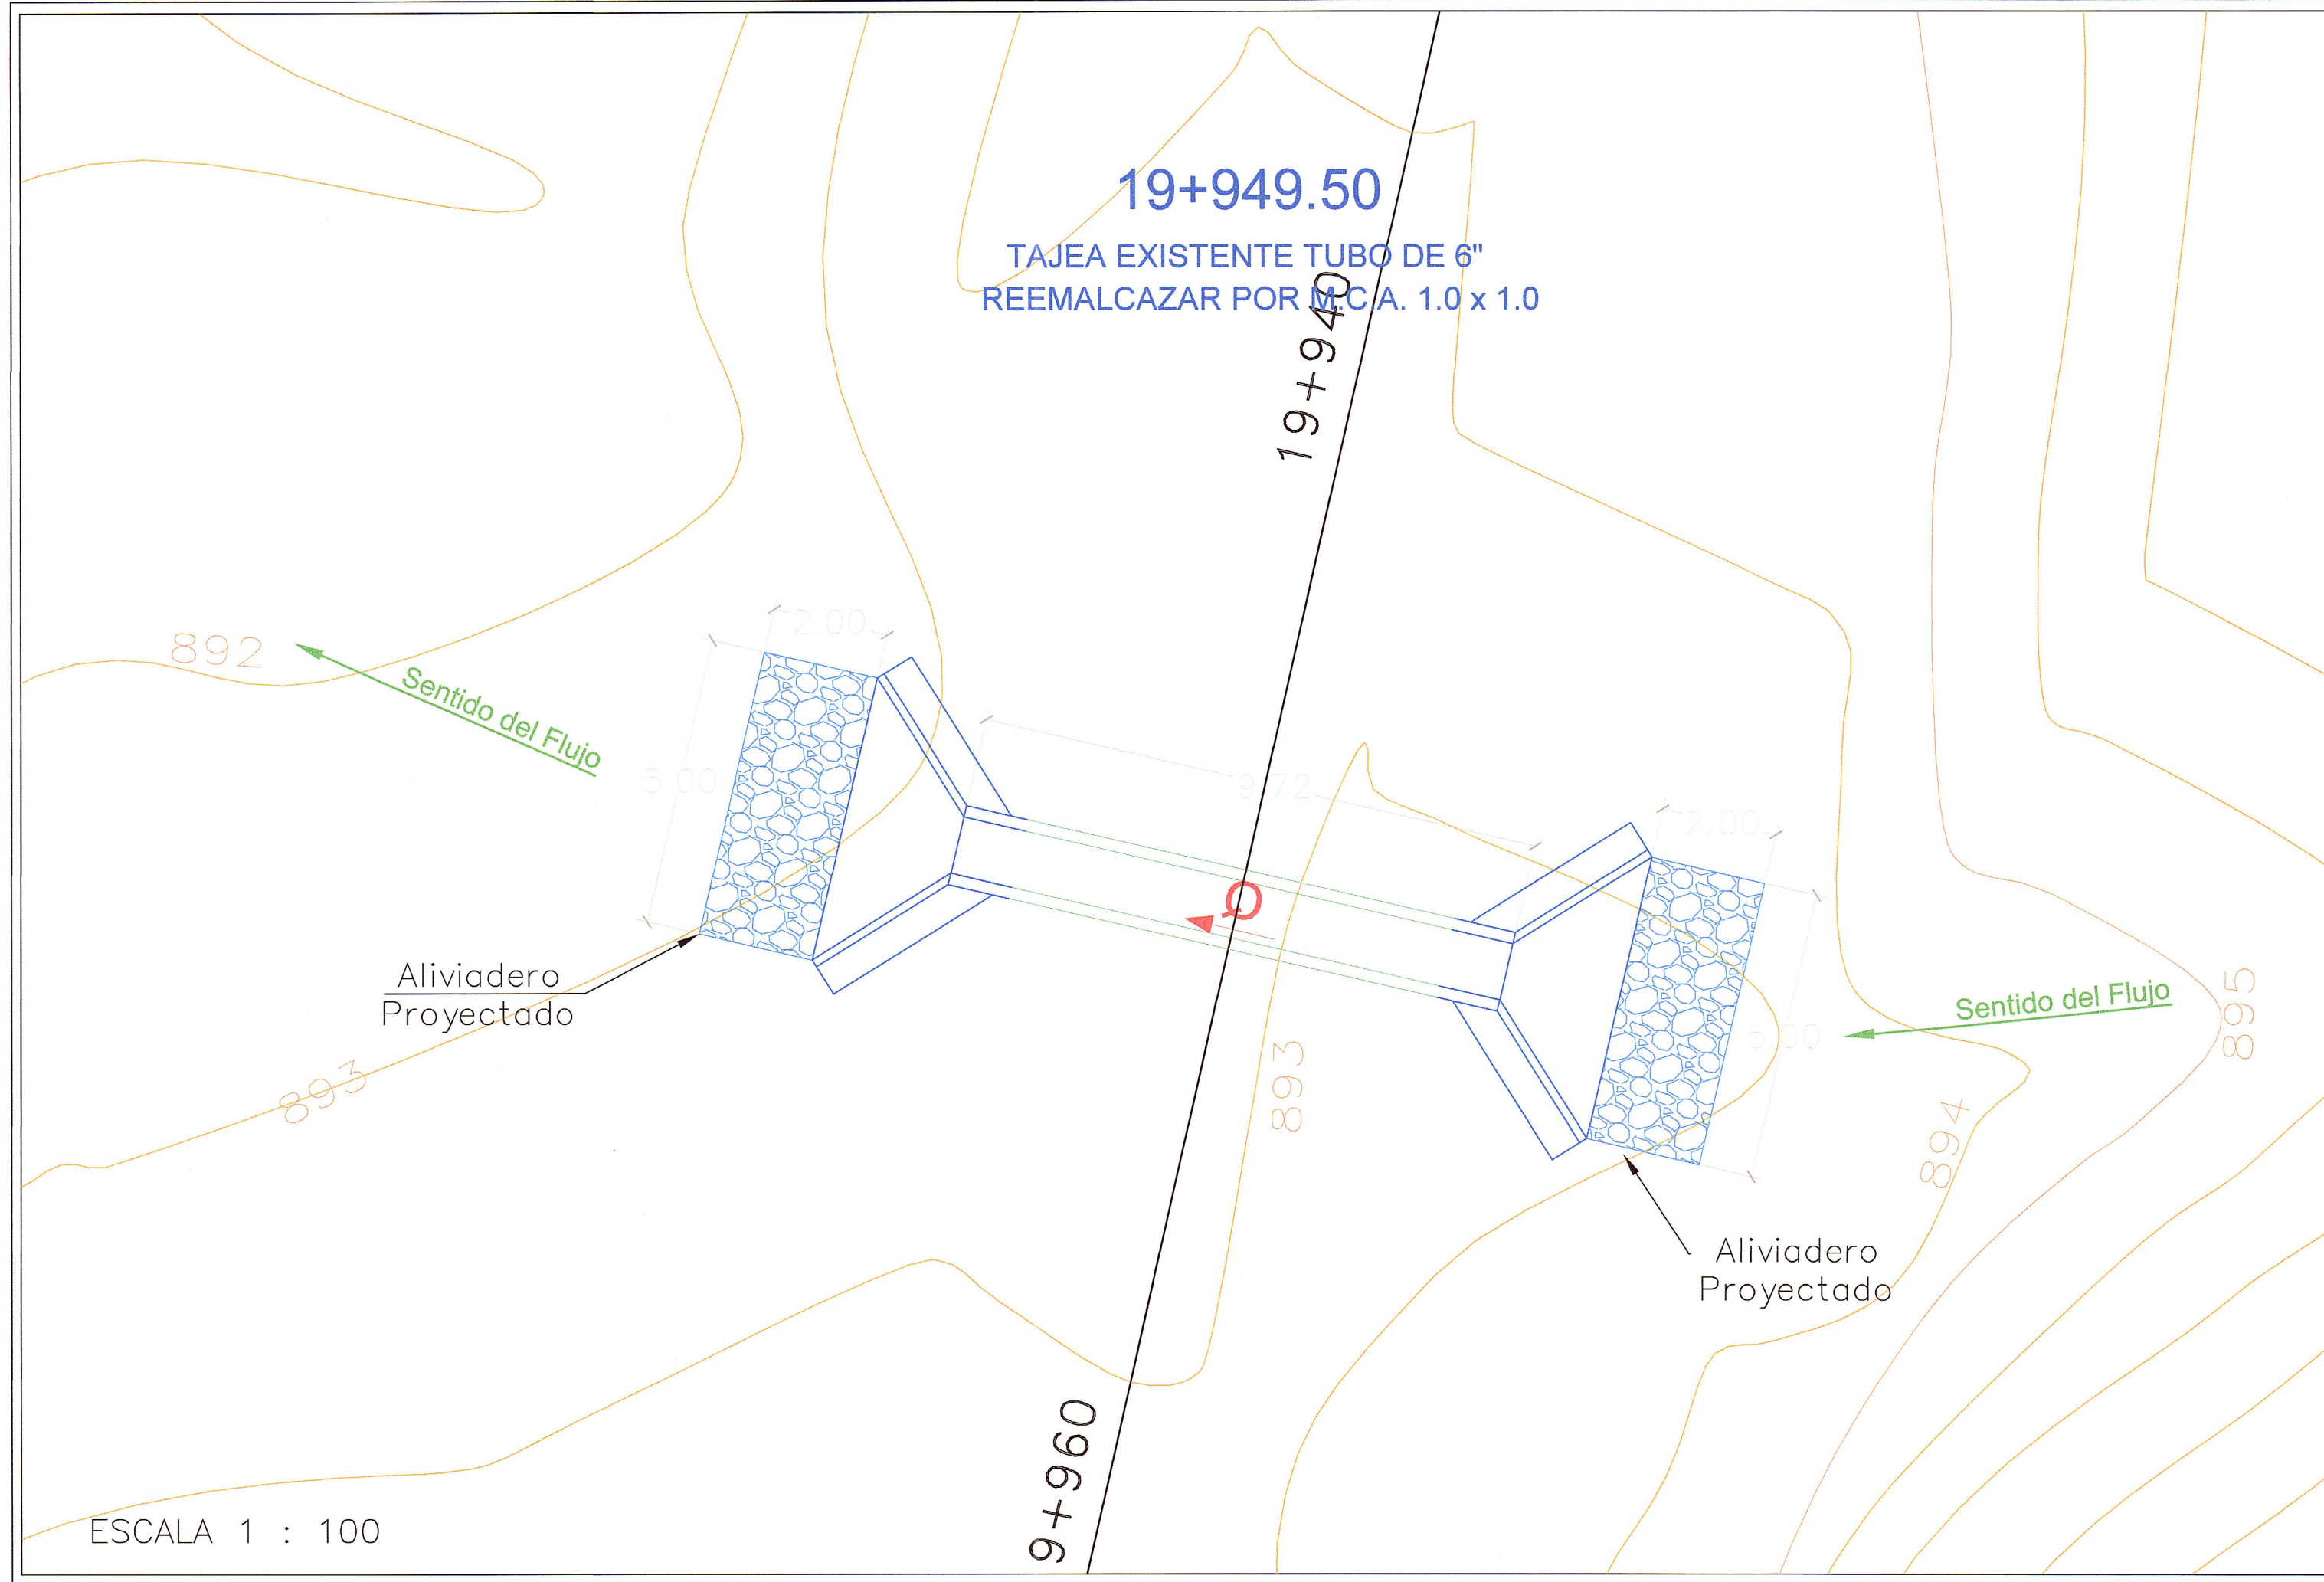 19+949.50
TAJEA EXISTENTE TUBO DE 6"
REEMALCAZAR POR M.C.A. 1.0 x 1.0
19+940
2.00
892
Sentido del Flujo
5.00
9.72
2.00
Q
Aliviadero
Proyectado
Sentido del Flujo
895
5.00
893
893
894
Aliviadero
Proyectado
9+960
ESCALA 1 : 100